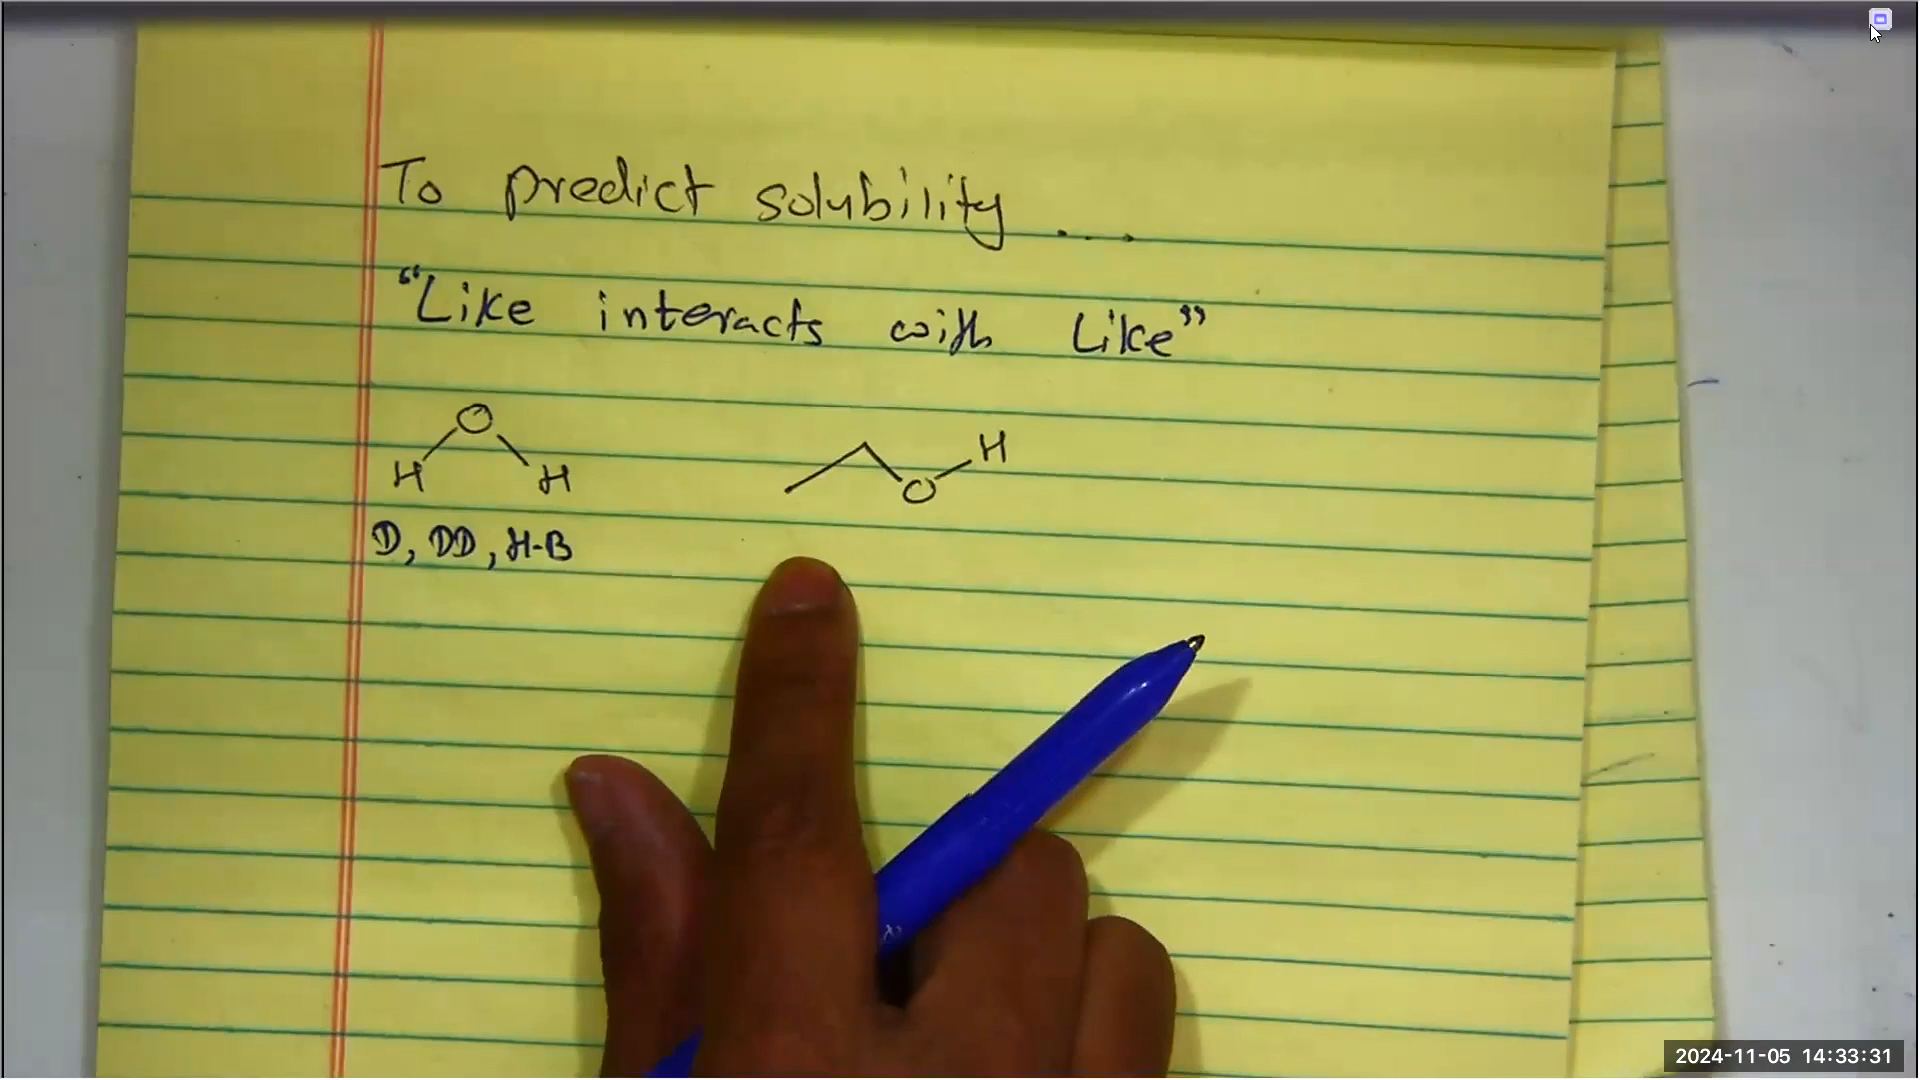 To predict solubility ....
"Like interacts with Like"
O
H H
O H
D, DD, H-B
2024-11-05 14:33:31